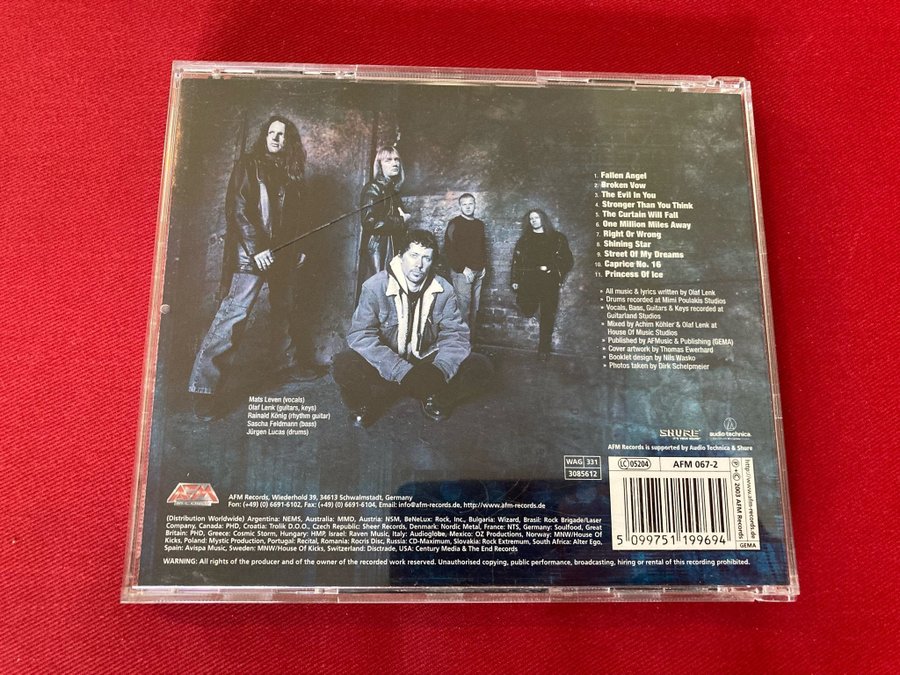 1. Fallen Angel
2. Broken Vow
3. The Evil In You
4. Stronger Than You Think
5. The Curtain Will Fall
6. One Million Miles Away
7. Right Or Wrong
8. Shining Star
9. Street Of My Dreams
10. Caprice No. 16
11. Princess Of Ice
» All music & lyrics written by Olaf Lenk
» Drums recorded at Mimi Poulakis Studios
» Vocals, Bass, Guitars & Keys recorded at
Guitarland Studios
» Mixed by Achim Köhler & Olaf Lenk at
House Of Music Studios
» Published by AFMusic & Publishing (GEMA)
» Cover artwork by Thomas Ewerhard
» Booklet design by Nils Wasko
» Photos taken by Dirk Schelpmeier
Mats Leven (vocals)
Olaf Lenk (guitars, keys)
Rainald König (rhythm guitar)
Sascha Feldmann (bass)
Jürgen Lucas (drums)
SHURE
audio-technica
AFM Records is supported by Audio Technica & Shure
WAG 331
3085612
LC 05204
AFM 067-2
http://www.afm-records.de
℗+© 2003 AFM Records
GEMA
5 099751 199694
AFM
RECORDS
AFM Records, Wiederhold 39, 34613 Schwalmstadt, Germany
Fon: (+49) (0) 6691-6102, Fax: (+49) (0) 6691-6104, Email: info@afm-records.de, http://www.afm-records.de
(Distribution Worldwide) Argentina: NEMS, Australia: MMD, Austria: NSM, BeNeLux: Rock, Inc., Bulgaria: Wizard, Brasil: Rock Brigade/Laser
Company, Canada: PHD, Croatia: Trolik D.O.O., Czech Republic: Sheer Records, Denmark: Nordic Metal, France: NTS, Germany: Soulfood, Great
Britain: PHD, Greece: Cosmic Storm, Hungary: HMP, Israel: Raven Music, Italy: Audioglobe, Mexico: OZ Productions, Norway: MNW/House Of
Kicks, Poland: Mystic Production, Portugal: Recital, Romania: Rocris Disc, Russia: CD-Maximum, Slovakia: Rock Extremum, South Africa: Alter Ego,
Spain: Avispa Music, Sweden: MNW/House Of Kicks, Switzerland: Disctrade, USA: Century Media & The End Records
WARNING: All rights of the producer and of the owner of the recorded work reserved. Unauthorised copying, public performance, broadcasting, hiring or rental of this recording prohibited.